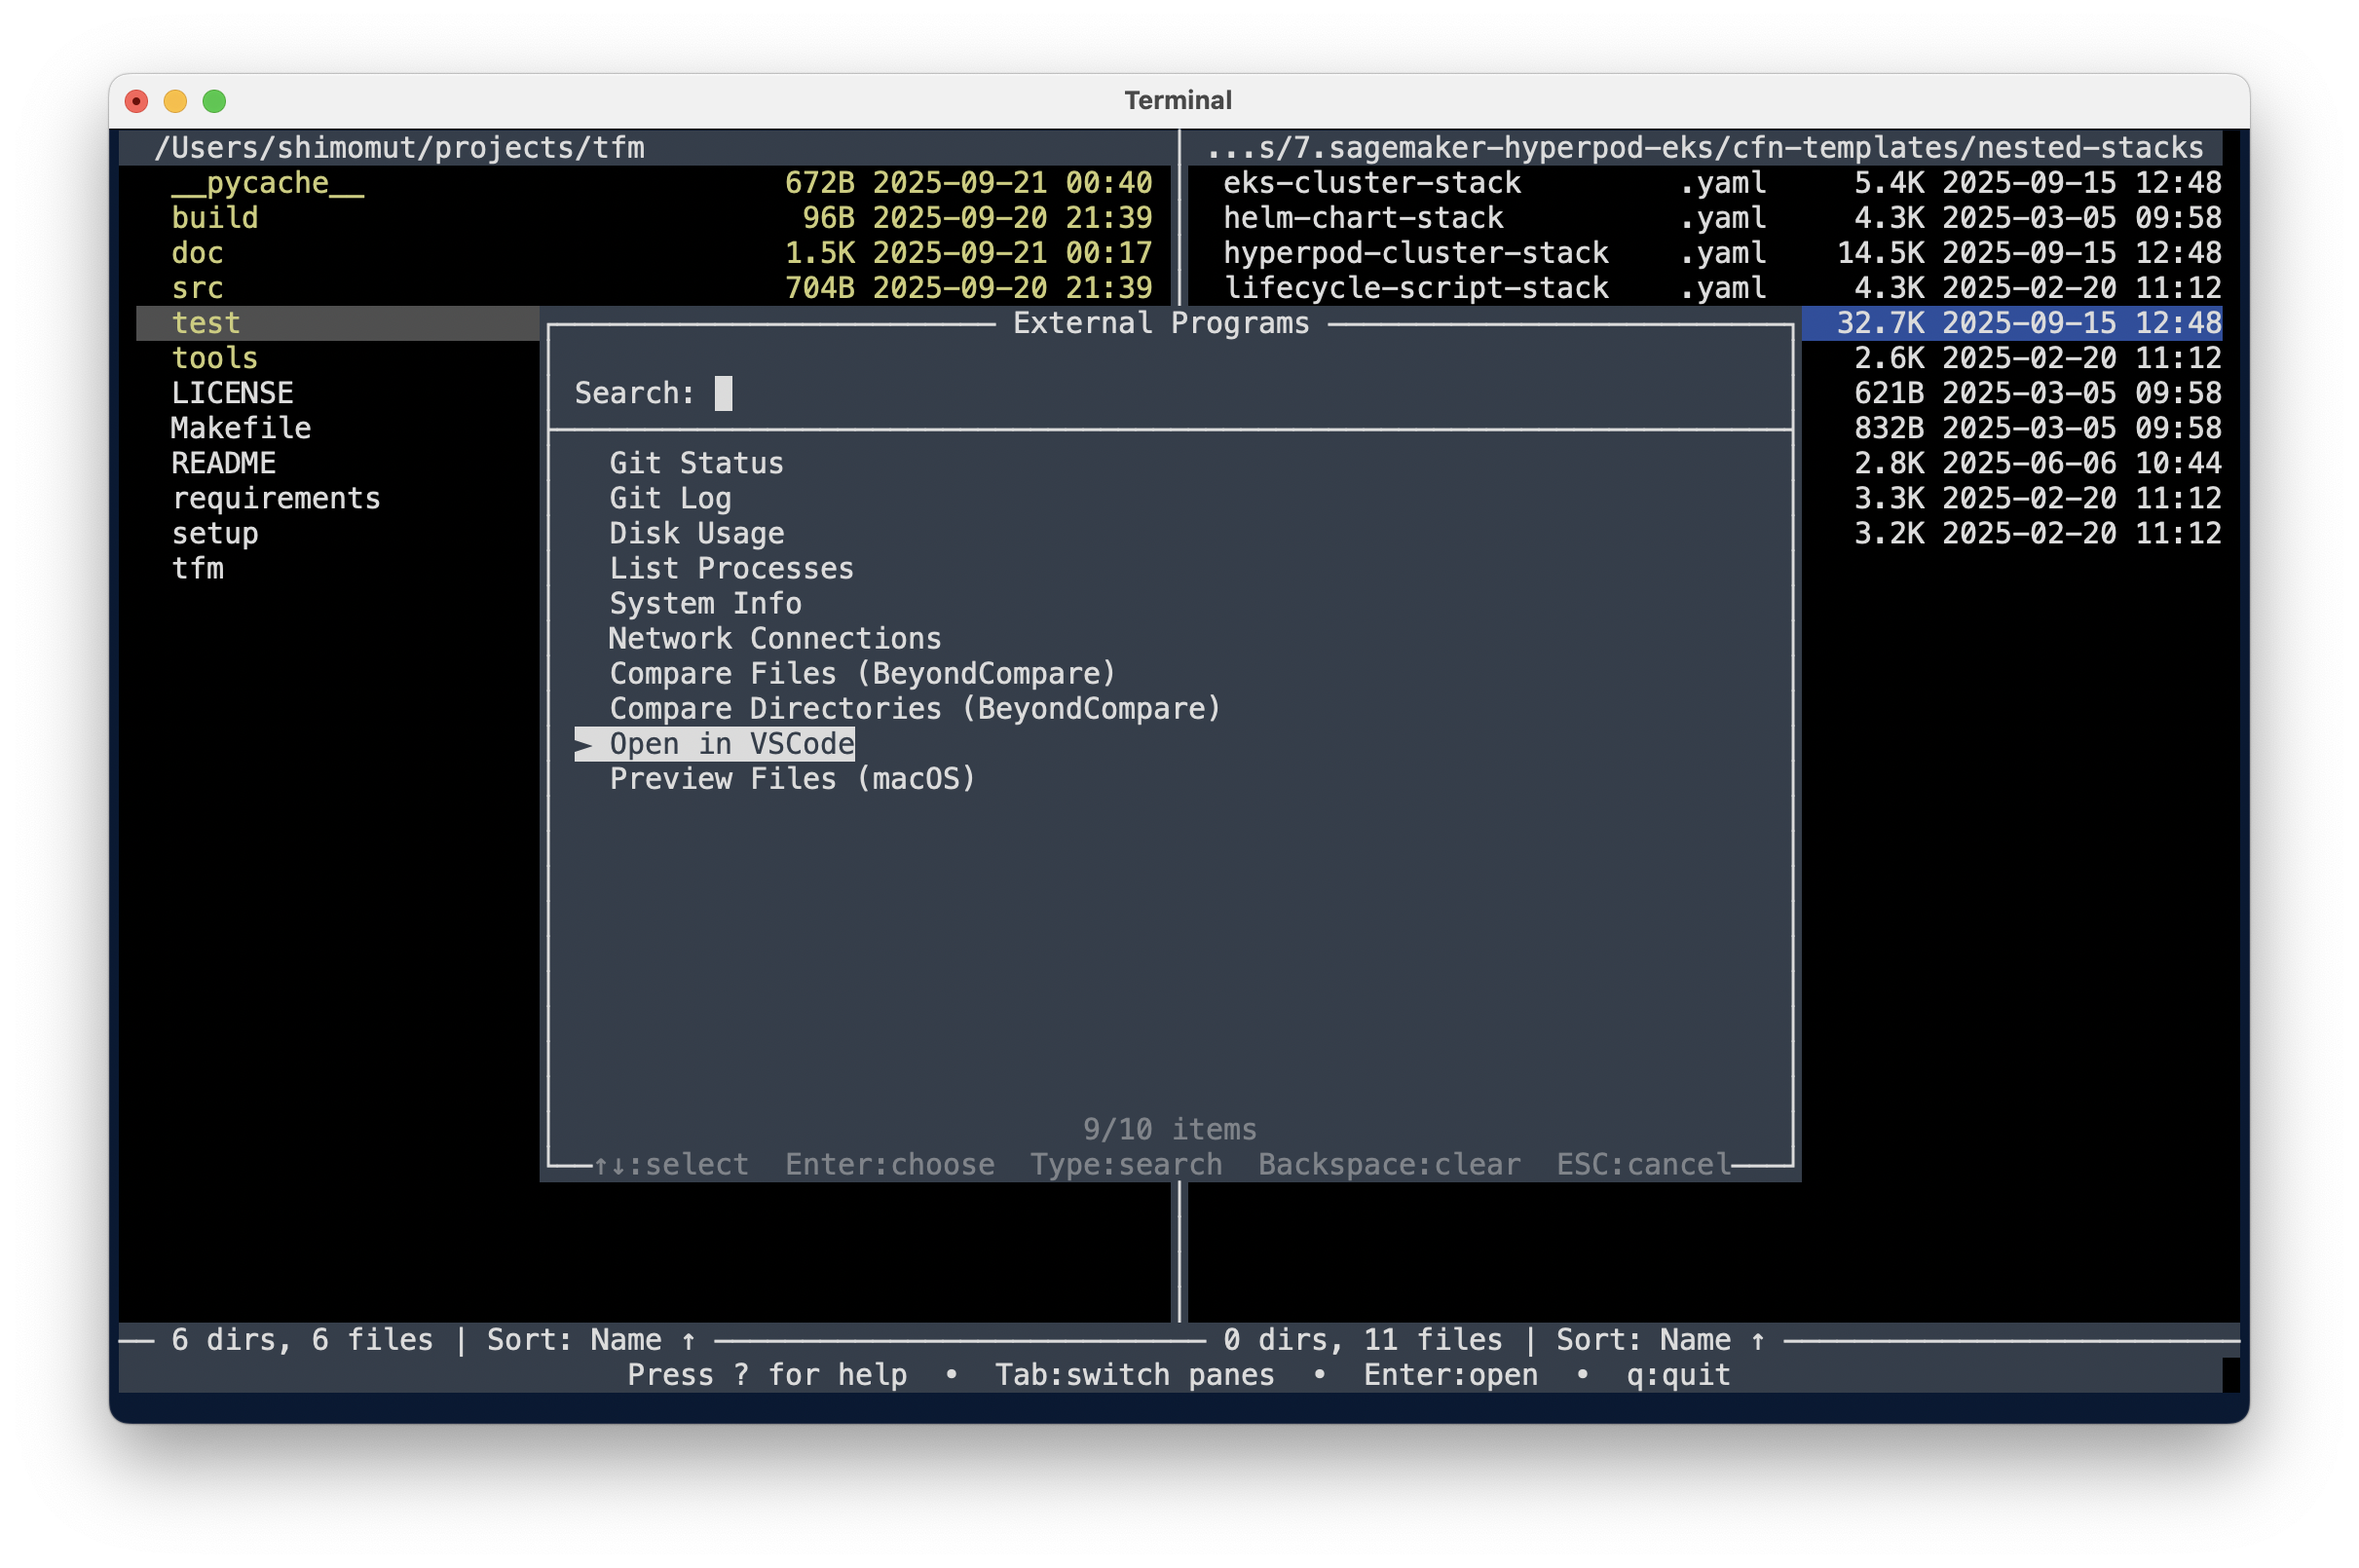 Terminal
/Users/shimomut/projects/tfm ...s/7.sagemaker-hyperpod-eks/cfn-templates/nested-stacks
__pycache__ 672B 2025-09-21 00:40 eks-cluster-stack .yaml 5.4K 2025-09-15 12:48
build 96B 2025-09-20 21:39 helm-chart-stack .yaml 4.3K 2025-03-05 09:58
doc 1.5K 2025-09-21 00:17 hyperpod-cluster-stack .yaml 14.5K 2025-09-15 12:48
src 704B 2025-09-20 21:39 lifecycle-script-stack .yaml 4.3K 2025-02-20 11:12
test External Programs 32.7K 2025-09-15 12:48
tools 2.6K 2025-02-20 11:12
LICENSE Search: 621B 2025-03-05 09:58
Makefile 832B 2025-03-05 09:58
README Git Status 2.8K 2025-06-06 10:44
requirements Git Log 3.3K 2025-02-20 11:12
setup Disk Usage 3.2K 2025-02-20 11:12
tfm List Processes
System Info
Network Connections
Compare Files (BeyondCompare)
Compare Directories (BeyondCompare)
► Open in VSCode
Preview Files (macOS)
9/10 items
↑↓:select Enter:choose Type:search Backspace:clear ESC:cancel
6 dirs, 6 files | Sort: Name ↑ 0 dirs, 11 files | Sort: Name ↑
Press ? for help • Tab:switch panes • Enter:open • q:quit